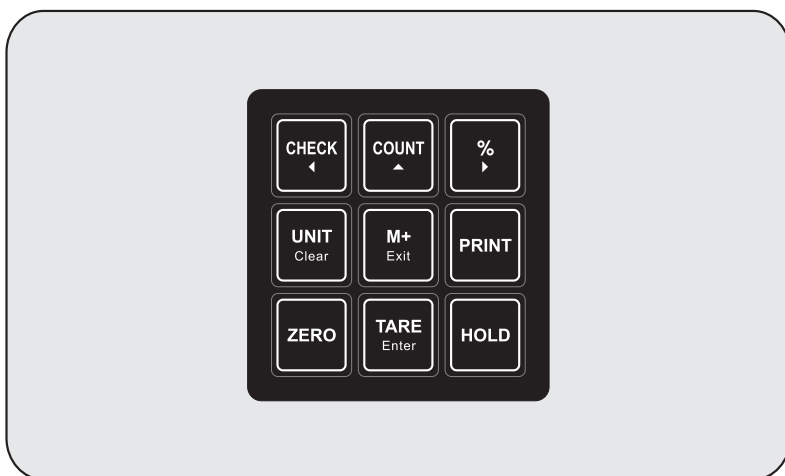 CHECK
COUNT
%
UNIT
Clear
M+
Exit
PRINT
ZERO
TARE
Enter
HOLD